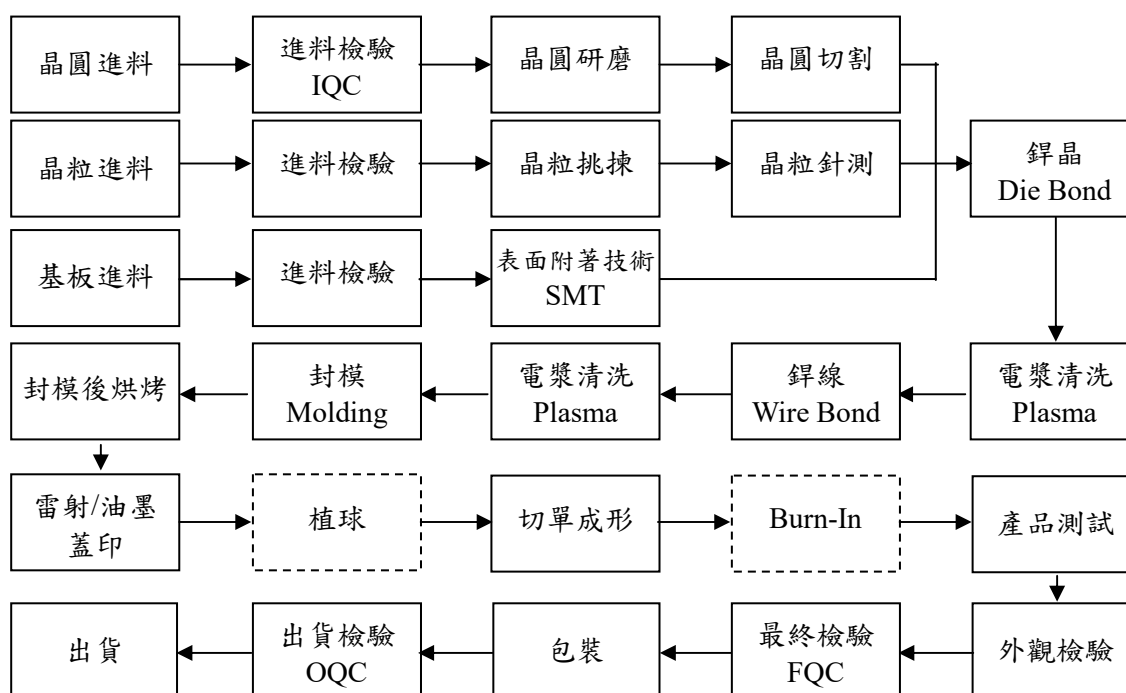 晶圓進料
進料檢驗
IQC
晶圓研磨
晶圓切割
晶粒進料
進料檢驗
晶粒挑揀
晶粒針測
銲晶
Die Bond
基板進料
進料檢驗
表面附著技術
SMT
封模後烘烤
封模
Molding
電漿清洗
Plasma
銲線
Wire Bond
電漿清洗
Plasma
雷射/油墨
蓋印
植球
切單成形
Burn-In
產品測試
出貨
出貨檢驗
OQC
包裝
最終檢驗
FQC
外觀檢驗